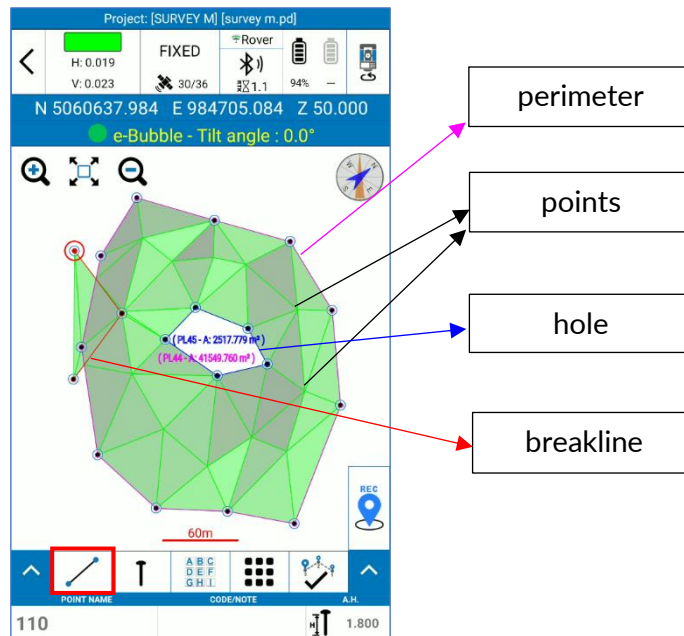 Project: [SURVEY M] [survey m.pd]
H: 0.019
V: 0.023
FIXED
30/36
Rover
1.1
94%
–
N 5060637.984 E 984705.084 Z 50.000
e-Bubble - Tilt angle : 0.0°
N
E
S
W
perimeter
points
hole
breakline
( PL45 - A: 2517.779 m² )
( PL44 - A: 41549.760 m² )
REC
60m
A B C
D E F
G H I
POINT NAME
CODE/NOTE
A.H.
110
H
1.800